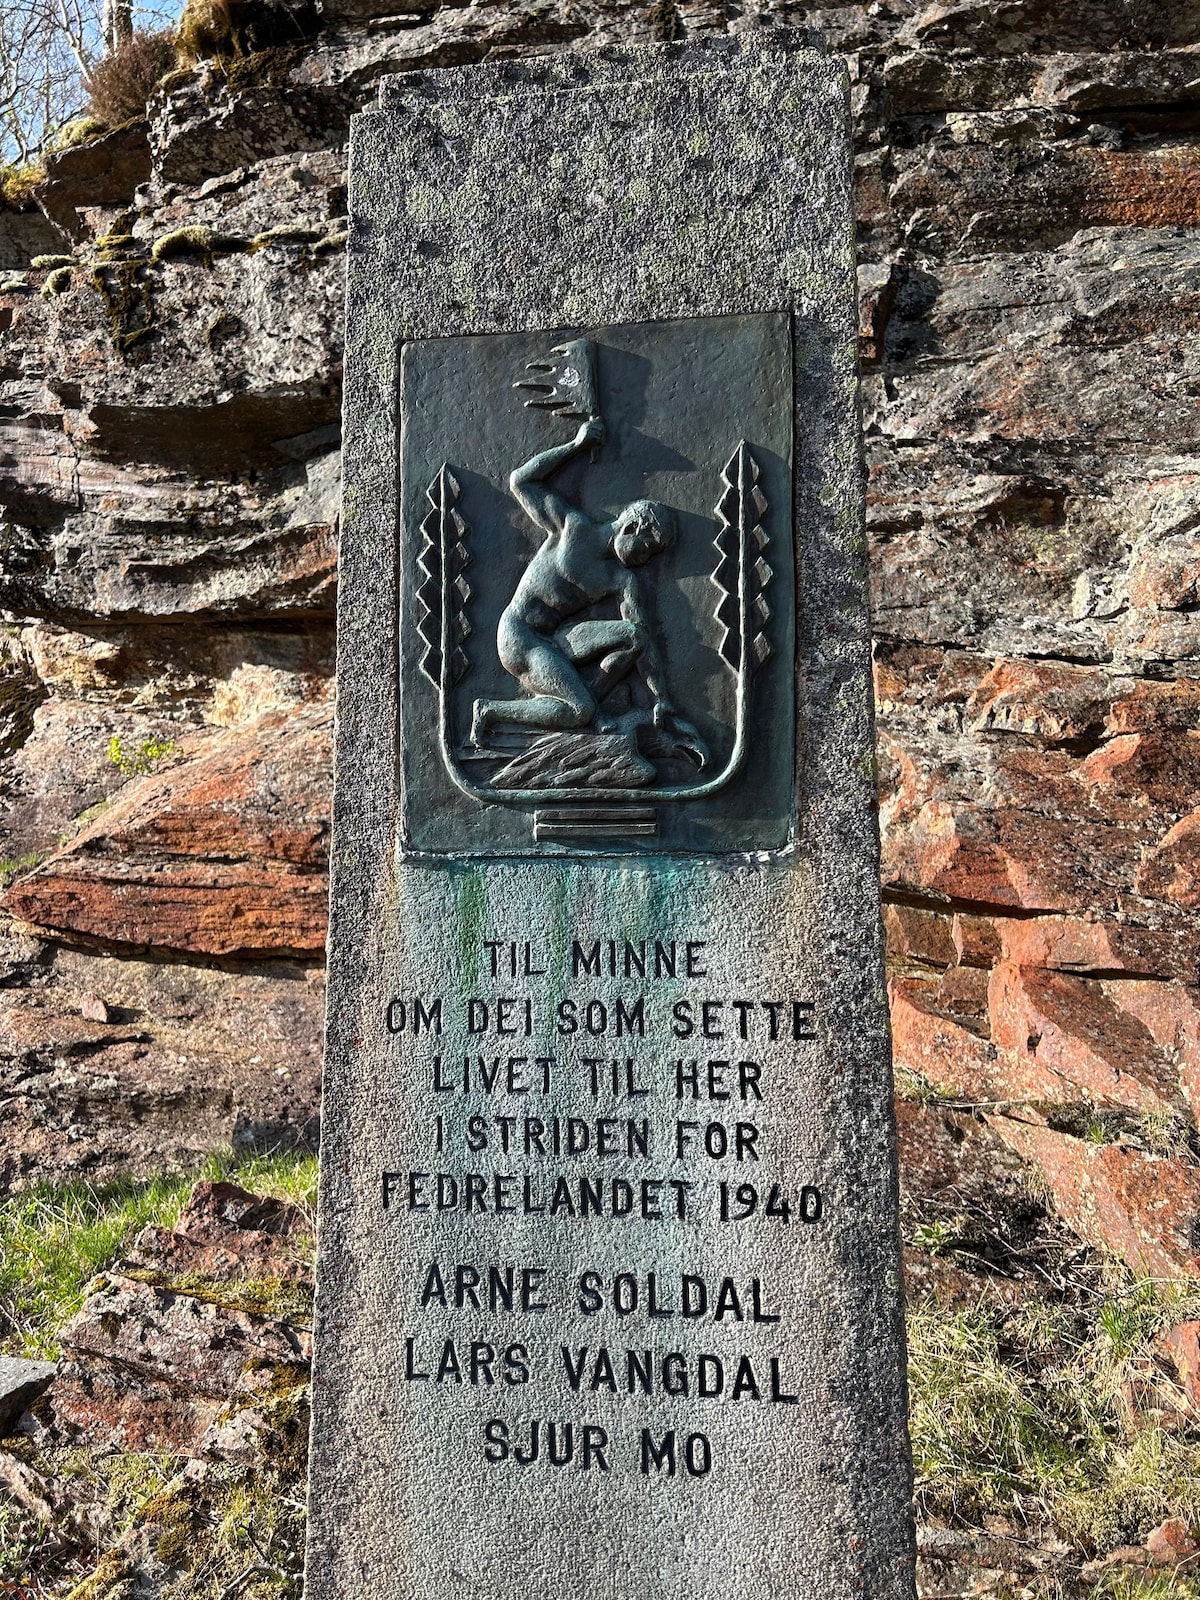 TIL MINNE
OM DEI SOM SETTE
LIVET TIL HER
I STRIDEN FOR
FEDRELANDET 1940
ARNE SOLDAL
LARS VANGDAL
SJUR MO